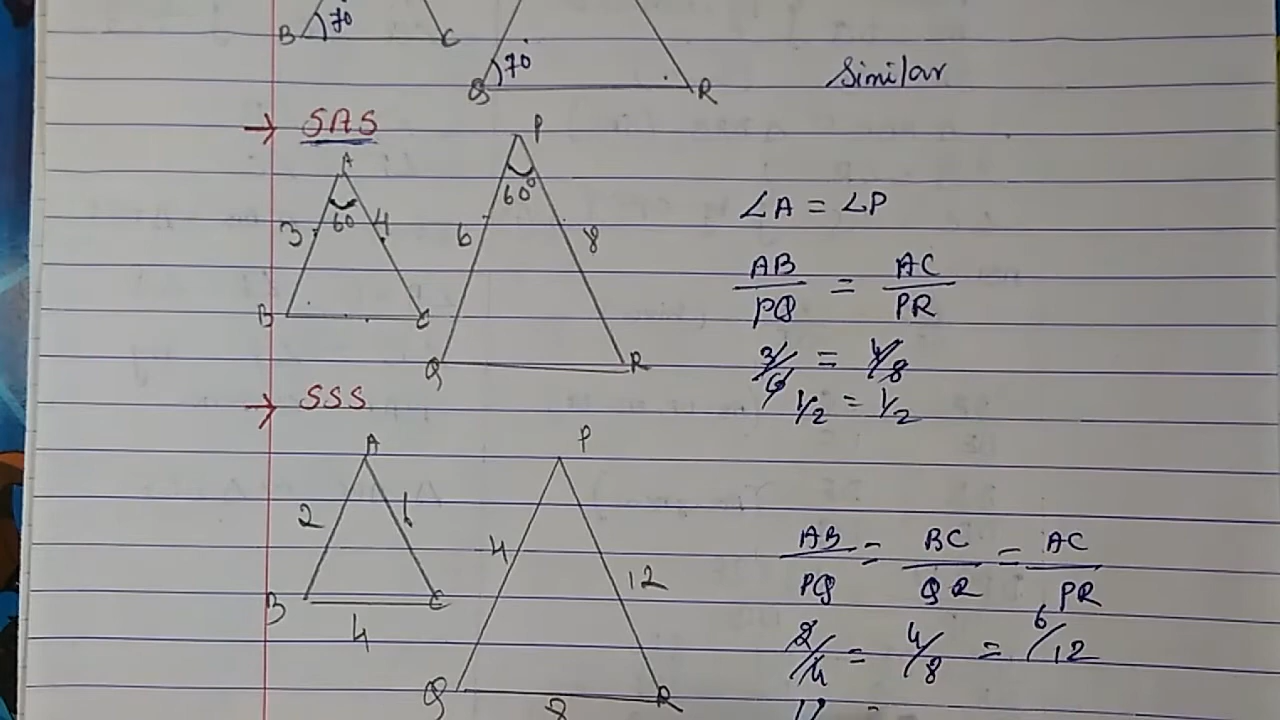 B 70 C
70
Q R Similar
→ SAS
A P
60 60°
3 4 6 8
∠A = ∠P
B C
AB/PQ = AC/PR
Q R
3/6 = 4/8
1/2 = 1/2
→ SSS
A P
2 6 4 12
B C
4
AB/PQ = BC/QR = AC/PR
2/4 = 4/8 = 6/12
Q R
8